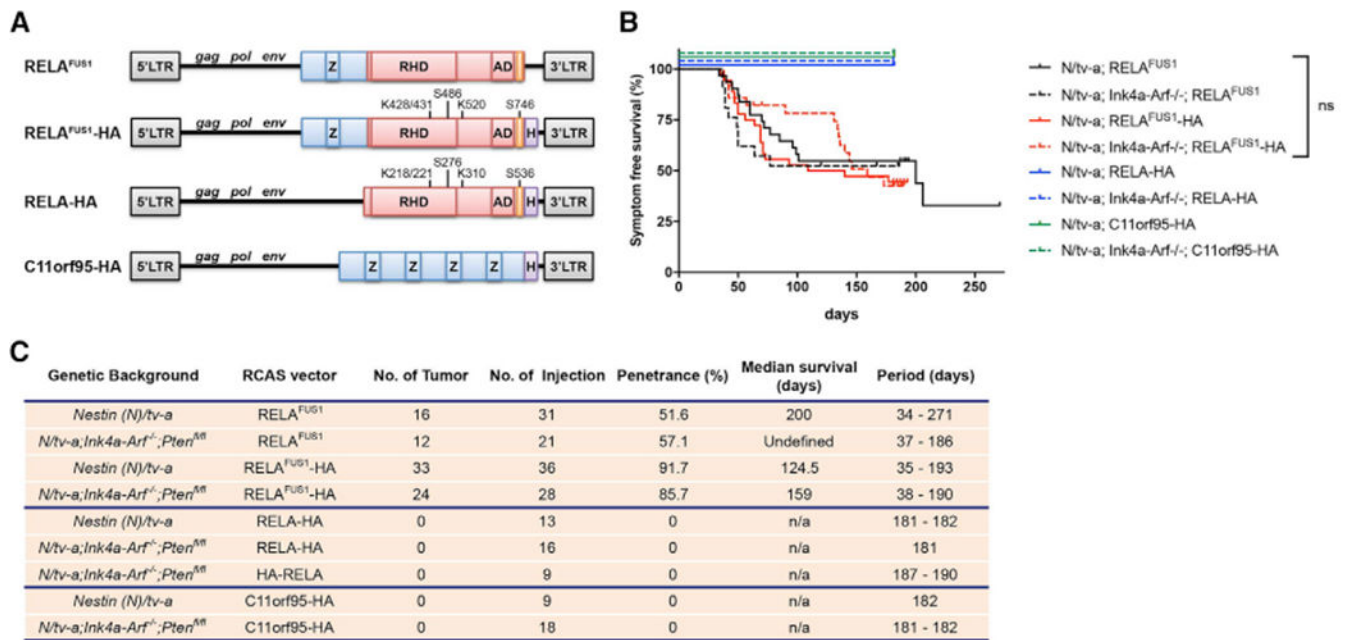 A
RELA^FUS1 5'LTR gag pol env Z RHD AD 3'LTR
K428/431 S486 K520 S746
RELA^FUS1-HA 5'LTR gag pol env Z RHD AD H 3'LTR
K218/221 S276 K310 S536
RELA-HA 5'LTR gag pol env RHD AD H 3'LTR
C11orf95-HA 5'LTR gag pol env Z Z Z Z H 3'LTR
B
Symptom free survival (%)
100
75
50
25
0
0 50 100 150 200 250
days
N/tv-a; RELA^FUS1
N/tv-a; Ink4a-Arf-/-; RELA^FUS1
N/tv-a; RELA^FUS1-HA
N/tv-a; Ink4a-Arf-/-; RELA^FUS1-HA
N/tv-a; RELA-HA
N/tv-a; Ink4a-Arf-/-; RELA-HA
N/tv-a; C11orf95-HA
N/tv-a; Ink4a-Arf-/-; C11orf95-HA
ns
C
Genetic Background RCAS vector No. of Tumor No. of Injection Penetrance (%) Median survival (days) Period (days)
Nestin (N)/tv-a RELA^FUS1 16 31 51.6 200 34 - 271
N/tv-a;Ink4a-Arf^-/-;Pten^fl/fl RELA^FUS1 12 21 57.1 Undefined 37 - 186
Nestin (N)/tv-a RELA^FUS1-HA 33 36 91.7 124.5 35 - 193
N/tv-a;Ink4a-Arf^-/-;Pten^fl/fl RELA^FUS1-HA 24 28 85.7 159 38 - 190
Nestin (N)/tv-a RELA-HA 0 13 0 n/a 181 - 182
N/tv-a;Ink4a-Arf^-/-;Pten^fl/fl RELA-HA 0 16 0 n/a 181
N/tv-a;Ink4a-Arf^-/-;Pten^fl/fl HA-RELA 0 9 0 n/a 187 - 190
Nestin (N)/tv-a C11orf95-HA 0 9 0 n/a 182
N/tv-a;Ink4a-Arf^-/-;Pten^fl/fl C11orf95-HA 0 18 0 n/a 181 - 182